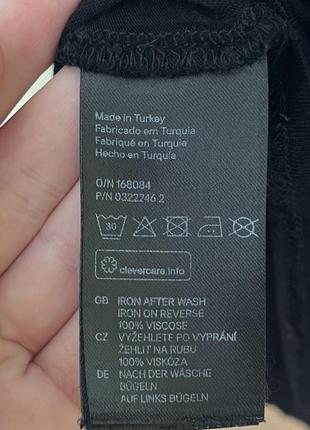 Made in Turkey
Fabricado em Turquia
Fabriqué en Turquie
Hecho en Turquía
O/N 168084
P/N 0322246 2
30
clevercare.info
GB IRON AFTER WASH
IRON ON REVERSE
100% VISCOSE
CZ VYŽEHLETE PO VYPRÁNÍ
ŽEHLIT NA RUBU
100% VISKÓZA
DE NACH DER WÄSCHE
BÜGELN
AUF LINKS BÜGELN